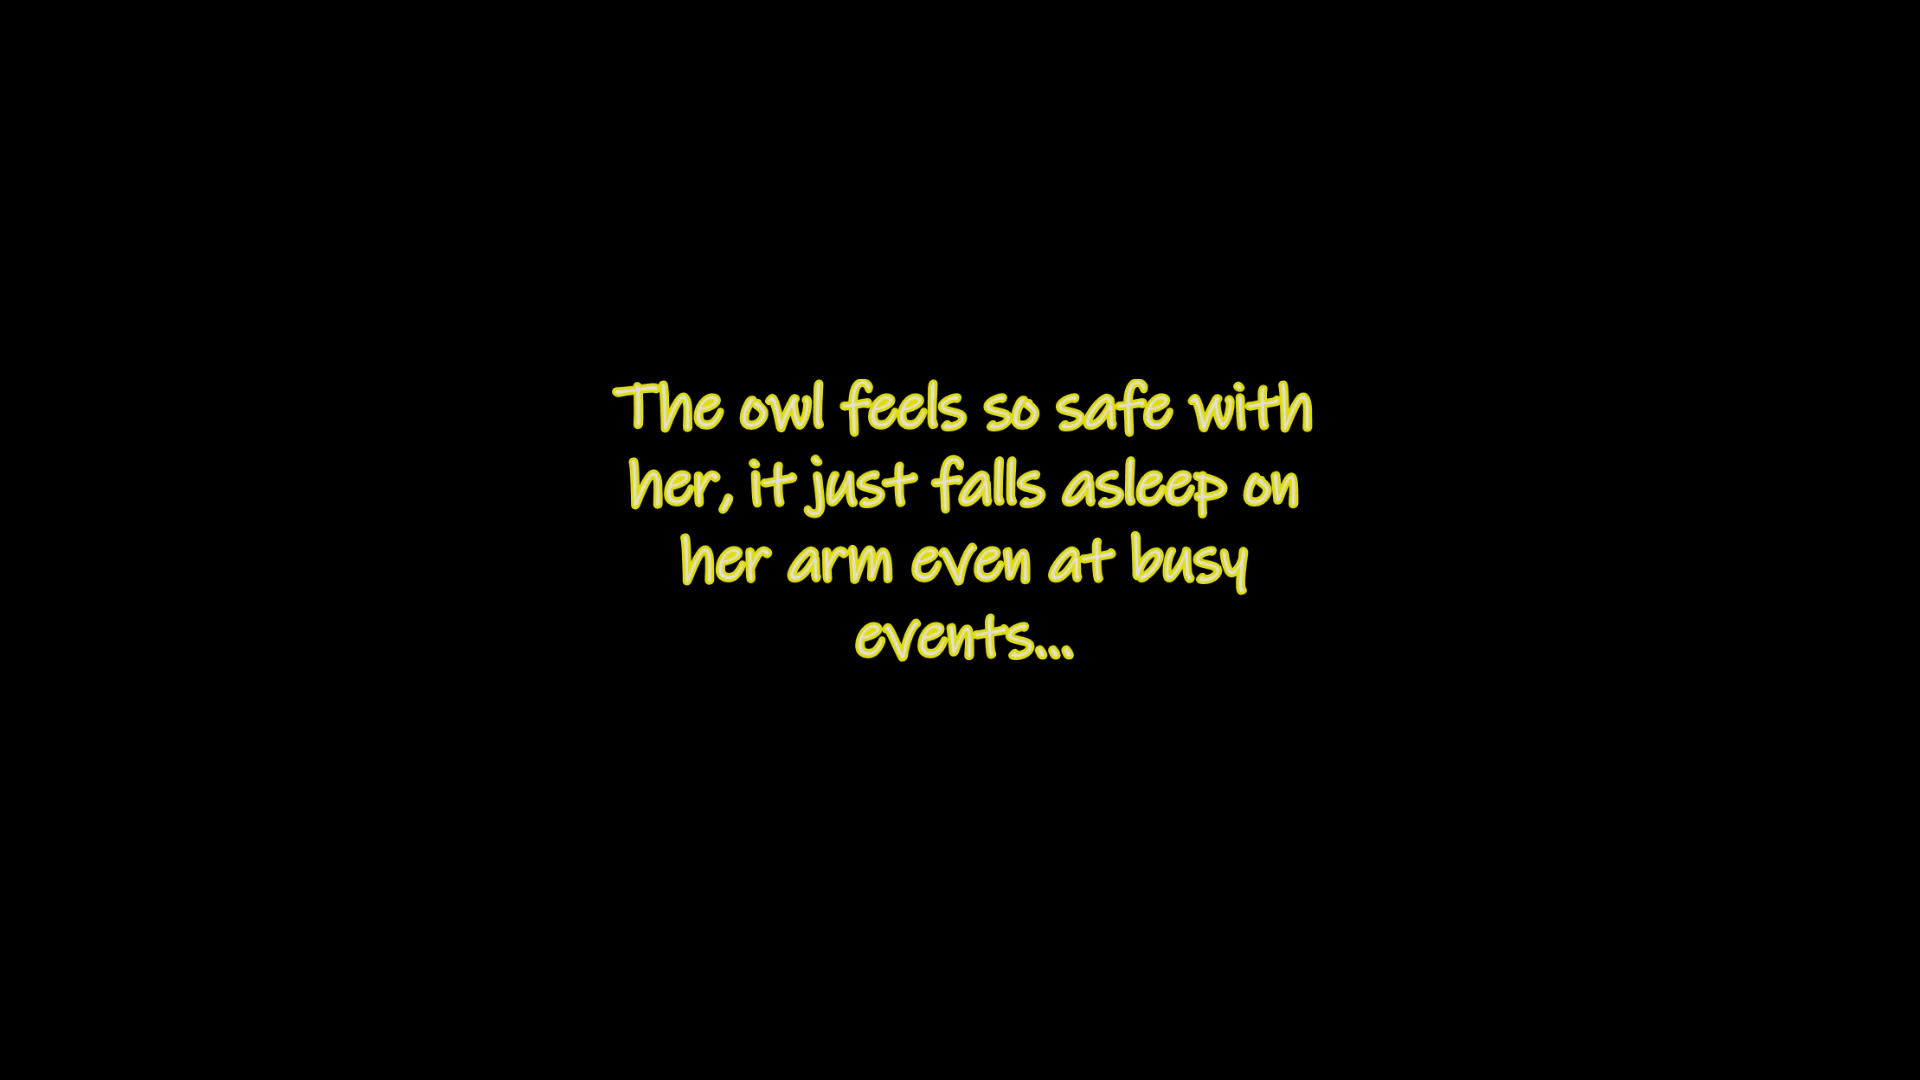 The owl feels so safe with
her, it just falls asleep on
her arm even at busy
events...